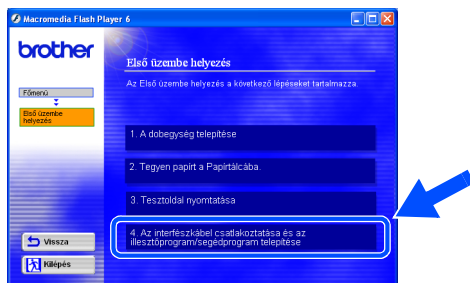 Macromedia Flash Player 6
brother
Első üzembe helyezés
Az Első üzembe helyezés a következő lépéseket tartalmazza.
Főmenü
Első üzembe
helyezés
1. A dobegység telepítése
2. Tegyen papírt a Papírtálcába.
3. Tesztoldal nyomtatása
4. Az interfészkábel csatlakoztatása és az
illesztőprogram/segédprogram telepítése
Vissza
Kilépés